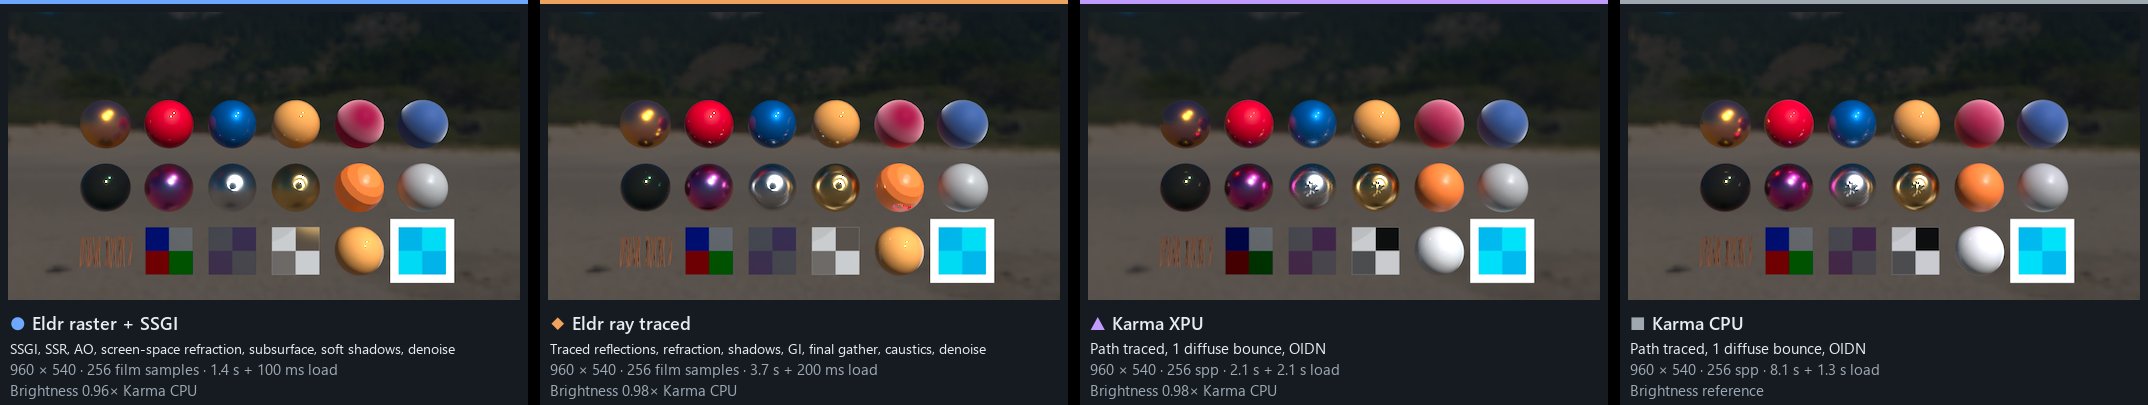 Eldr raster + SSGI
SSGI, SSR, AO, screen-space refraction, subsurface, soft shadows, denoise
960 × 540 · 256 film samples · 1.4 s + 100 ms load
Brightness 0.96× Karma CPU
Eldr ray traced
Traced reflections, refraction, shadows, GI, final gather, caustics, denoise
960 × 540 · 256 film samples · 3.7 s + 200 ms load
Brightness 0.98× Karma CPU
Karma XPU
Path traced, 1 diffuse bounce, OIDN
960 × 540 · 256 spp · 2.1 s + 2.1 s load
Brightness 0.98× Karma CPU
Karma CPU
Path traced, 1 diffuse bounce, OIDN
960 × 540 · 256 spp · 8.1 s + 1.3 s load
Brightness reference